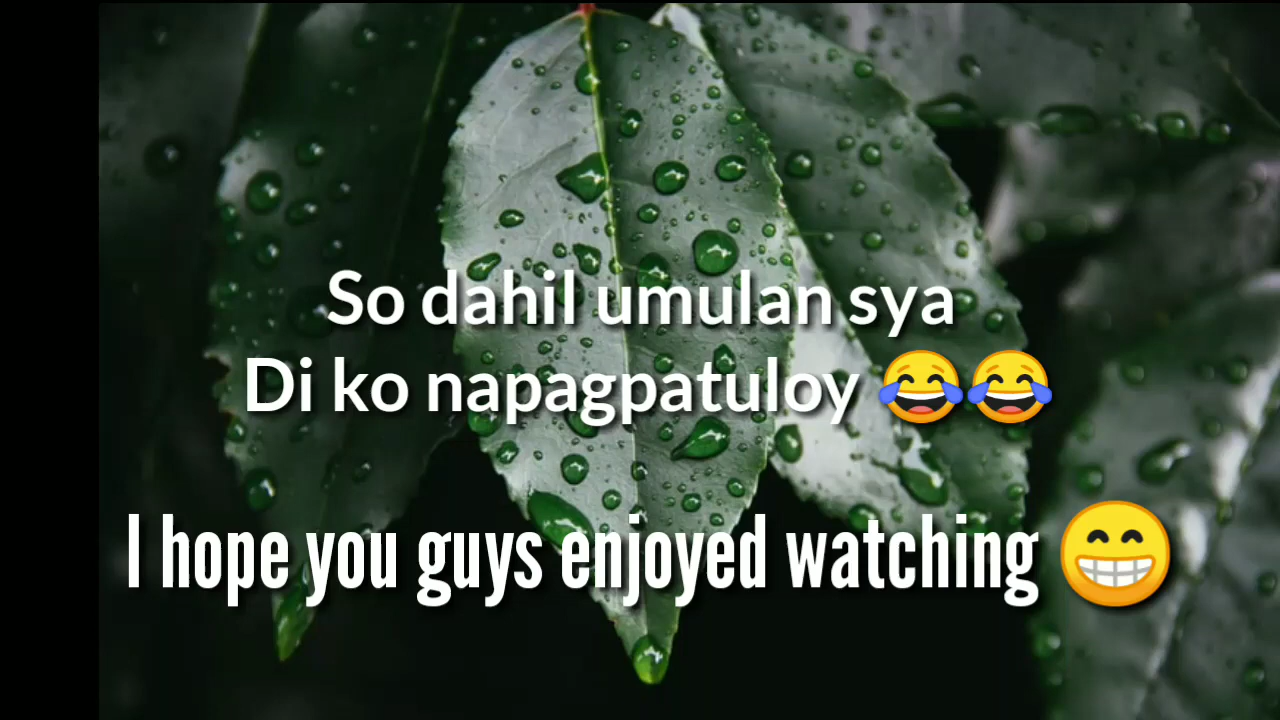 So dahil umulan sya
Di ko napagpatuloy 😂😂
I hope you guys enjoyed watching 😁